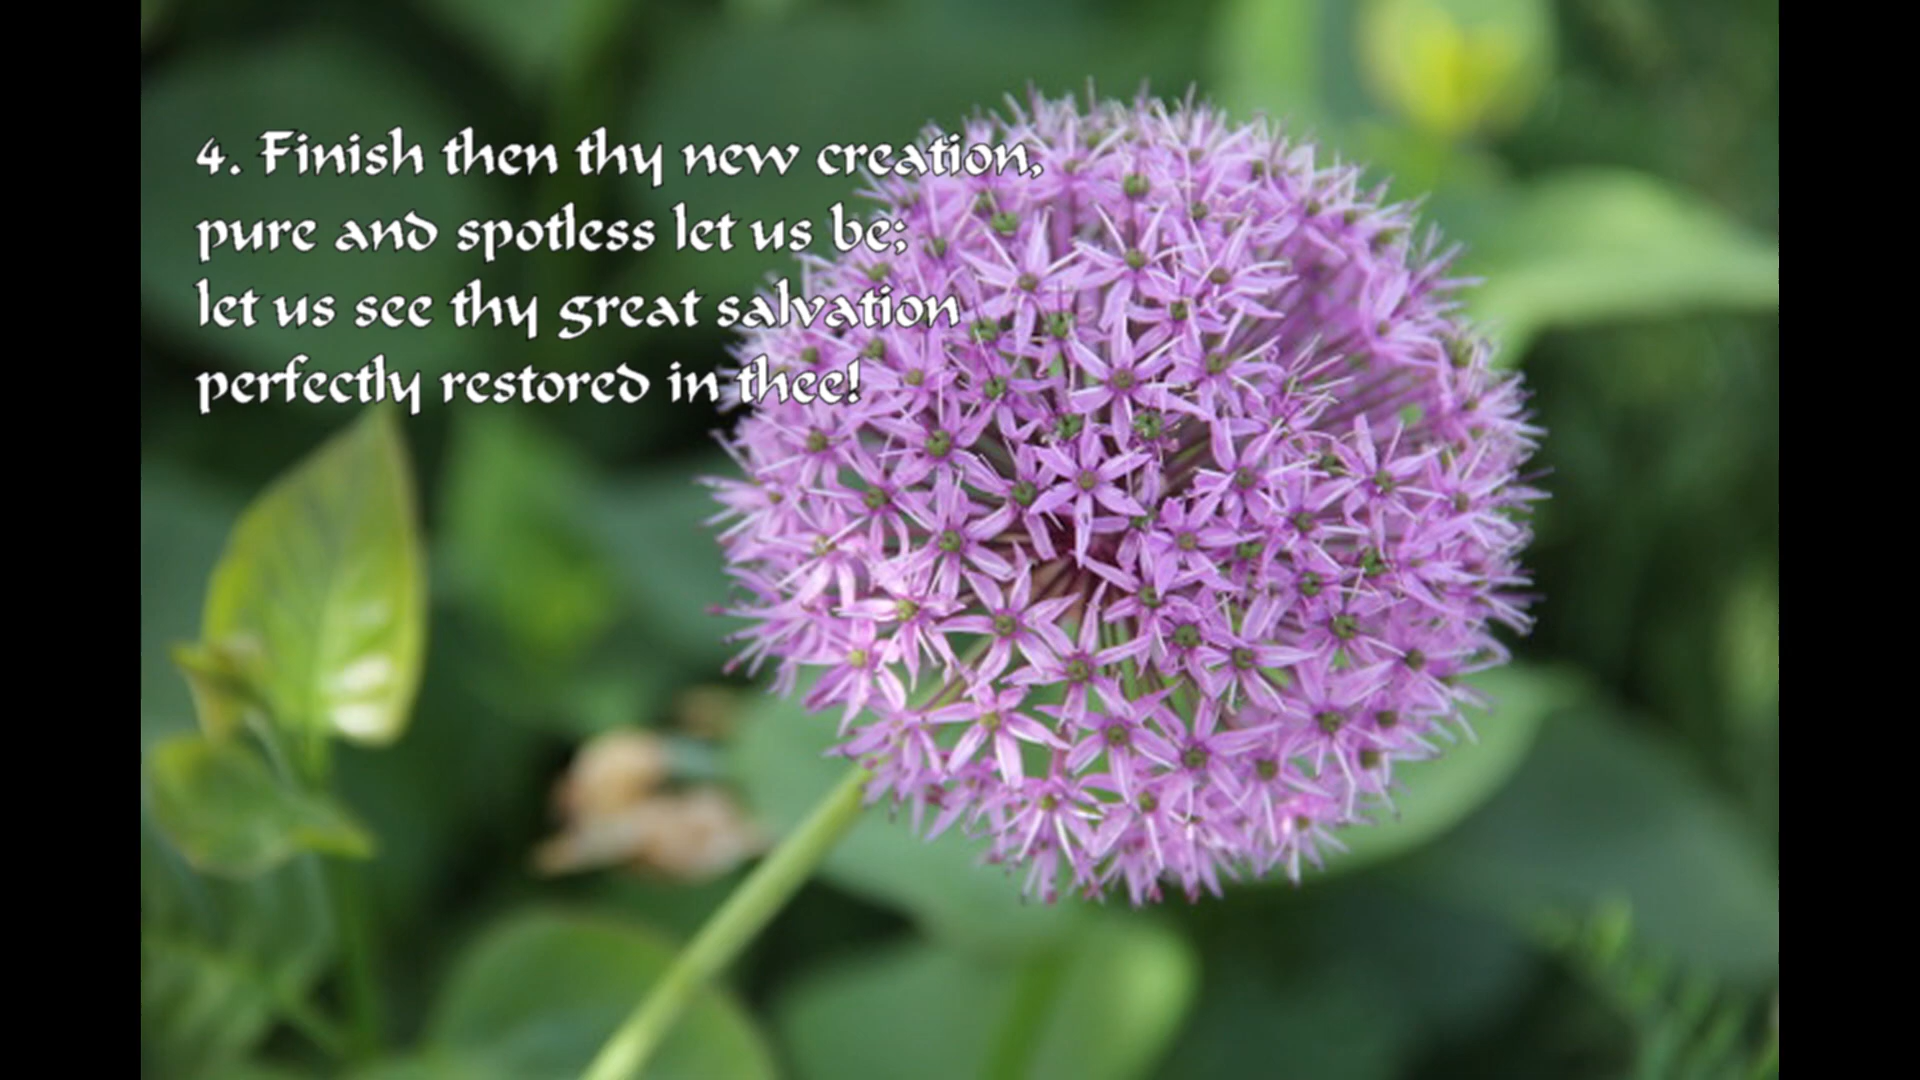 4. Finish then thy new creation,
pure and spotless let us be;
let us see thy great salvation
perfectly restored in thee!